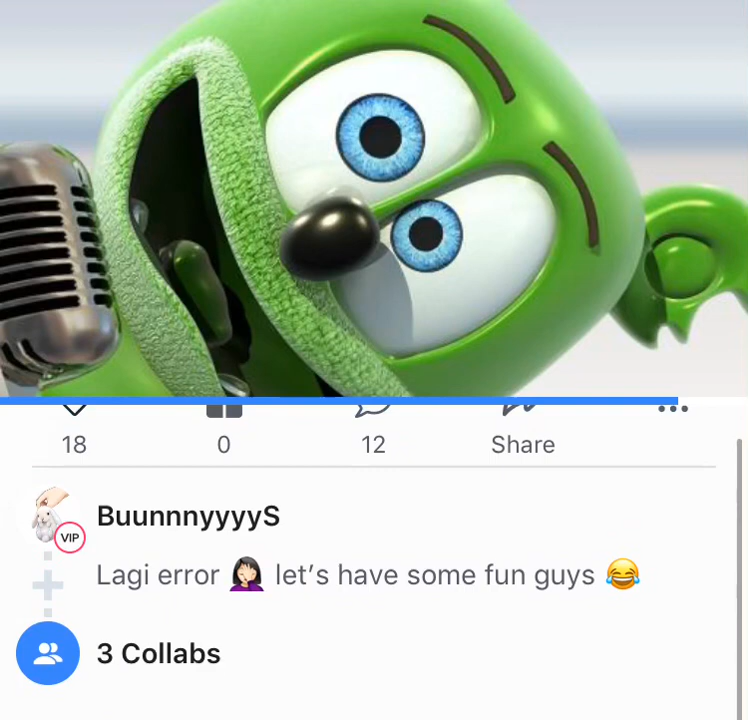 18 0 12 Share
BuunnnyyyyS
VIP
Lagi error 🤦🏻‍♀️ let’s have some fun guys 😂
3 Collabs